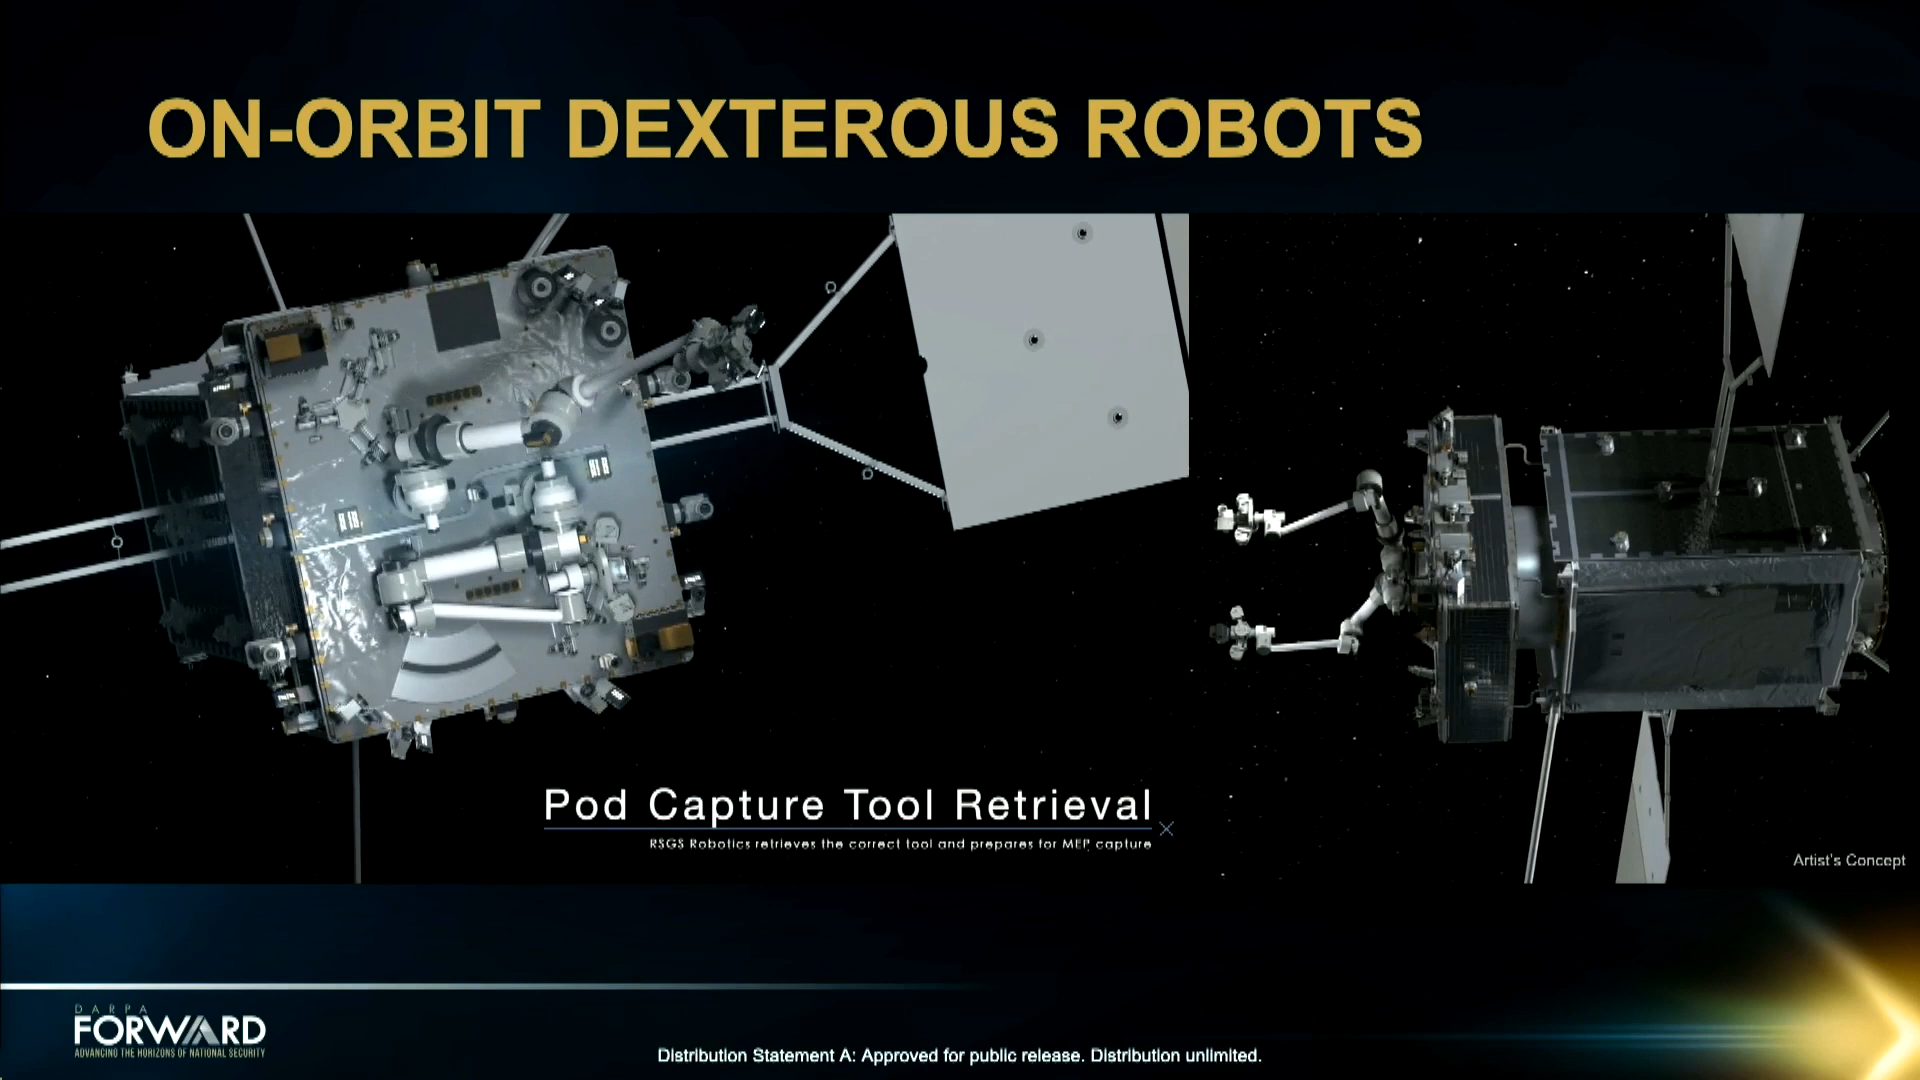 ON-ORBIT DEXTEROUS ROBOTS
Pod Capture Tool Retrieval
RSGS Robotics retrieves the correct tool and prepares for MEP capture
Artist's Concept
DARPA
FORWARD
ADVANCING THE HORIZONS OF NATIONAL SECURITY
Distribution Statement A: Approved for public release. Distribution unlimited.